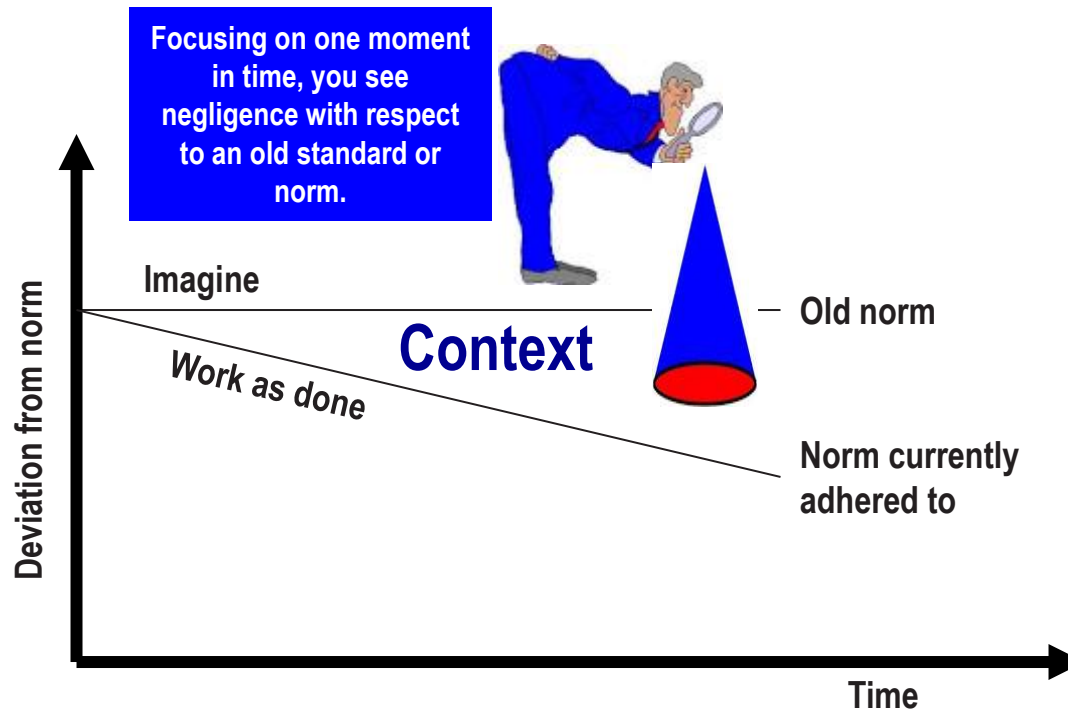 Focusing on one moment
in time, you see
negligence with respect
to an old standard or
norm.
Imagine
Old norm
Context
Work as done
Norm currently
adhered to
Deviation from norm
Time